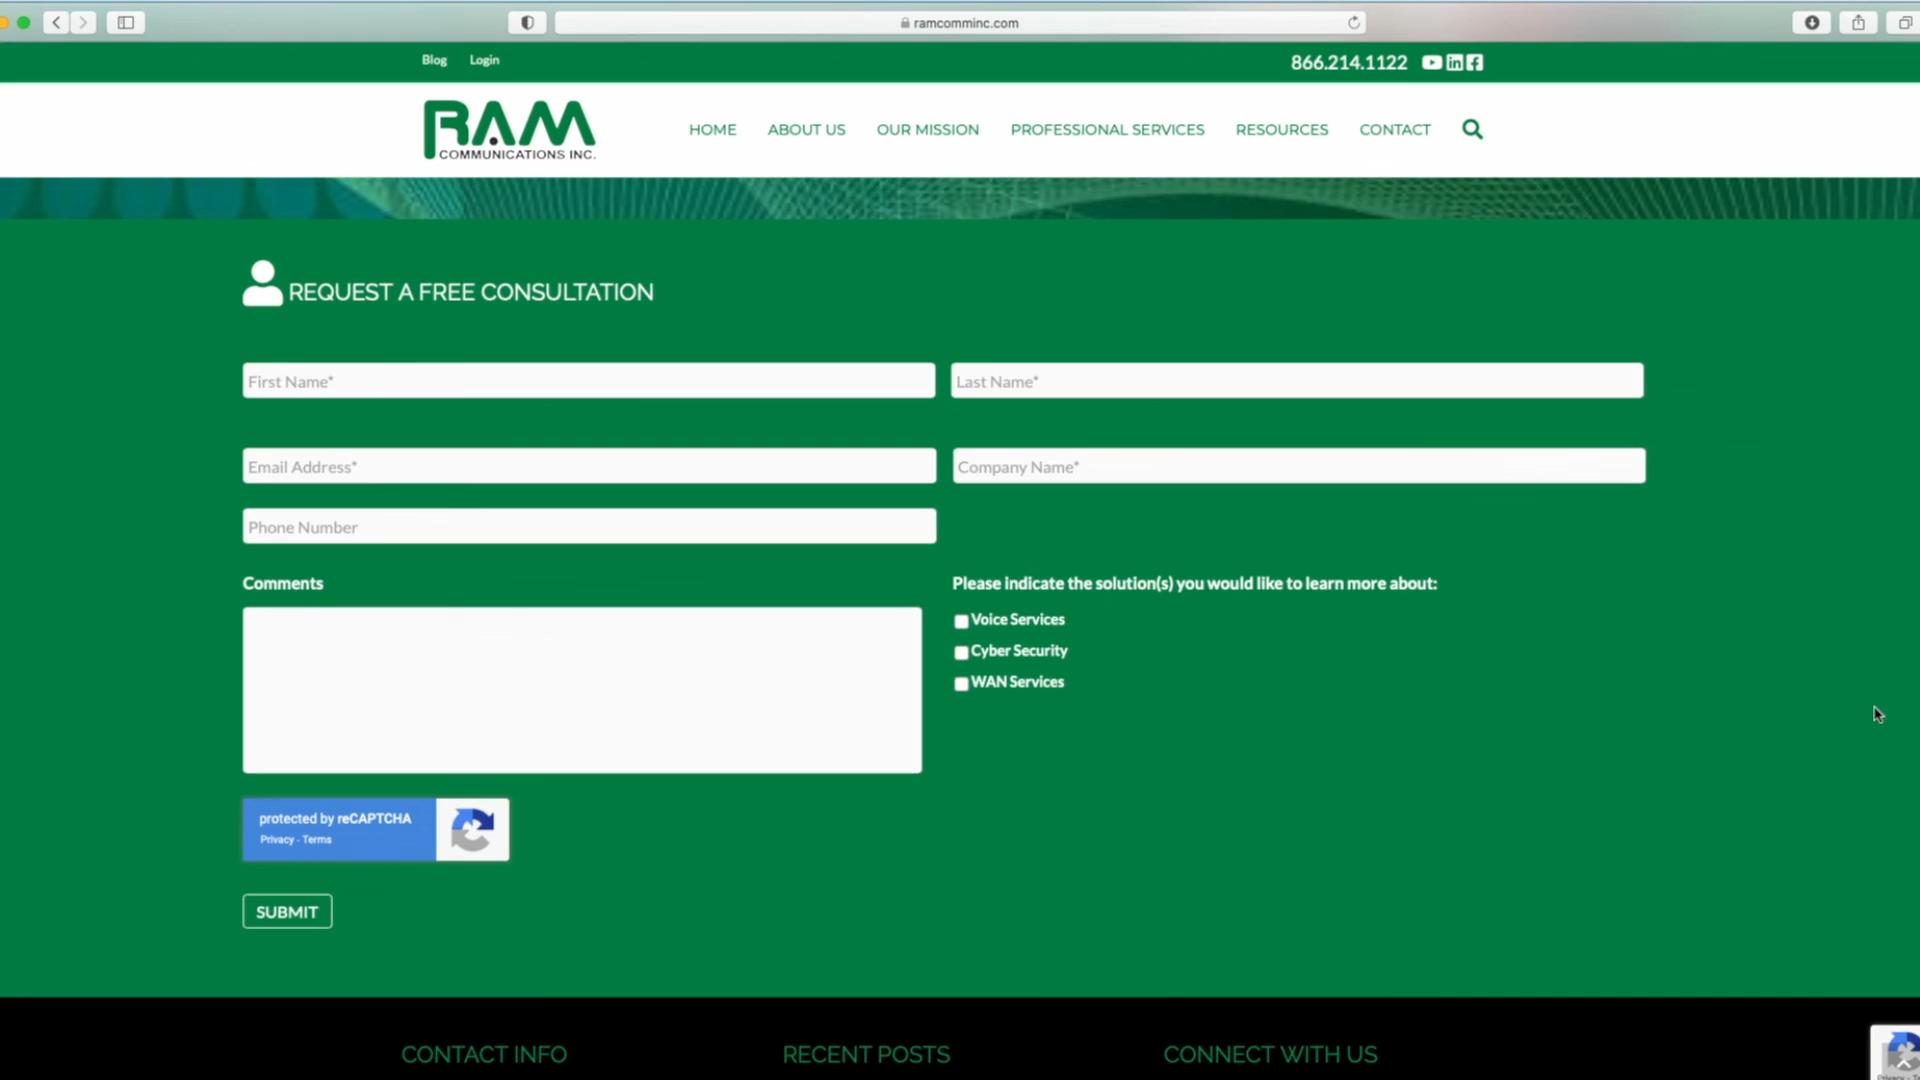 ramcomminc.com
Blog Login 866.214.1122
RAM
COMMUNICATIONS INC.
HOME ABOUT US OUR MISSION PROFESSIONAL SERVICES RESOURCES CONTACT
REQUEST A FREE CONSULTATION
First Name* Last Name*
Email Address* Company Name*
Phone Number
Comments
Please indicate the solution(s) you would like to learn more about:
Voice Services
Cyber Security
WAN Services
protected by reCAPTCHA
Privacy - Terms
SUBMIT
CONTACT INFO RECENT POSTS CONNECT WITH US